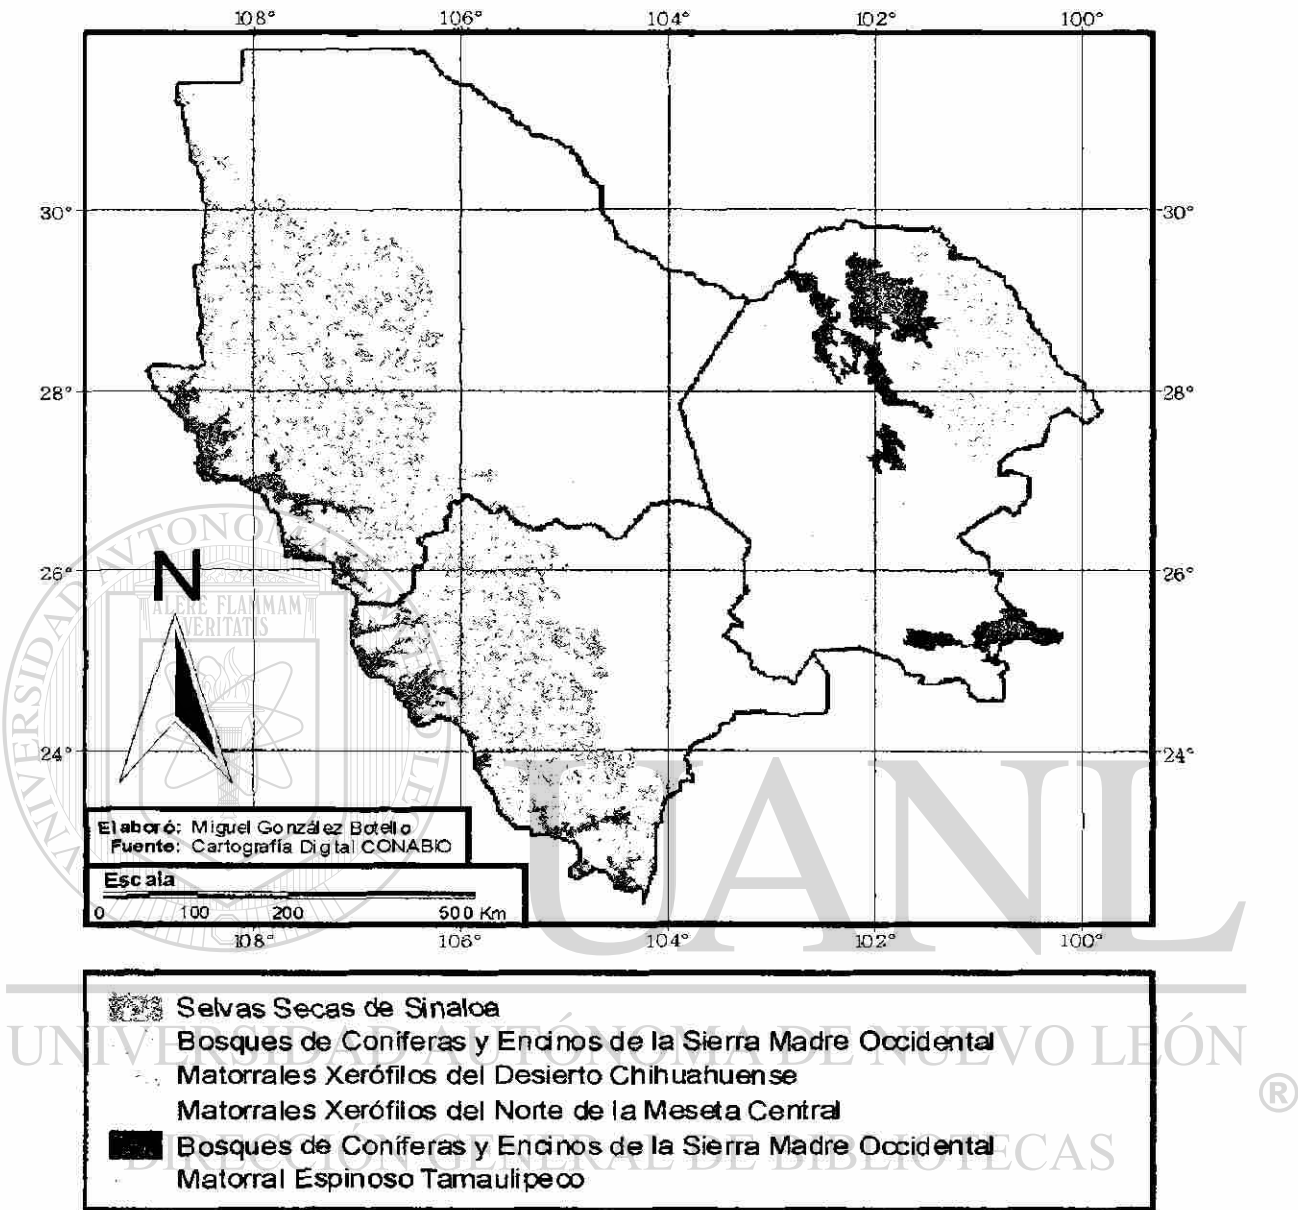 108° 106° 104° 102° 100°
30° 30°
28° 28°
N
26° 26°
ALERE FLAMMAM
VERITATIS
24° 24°
UANL
Elaboró: Miguel González Botello
Fuente: Cartografía Digtal CONABIO
Escala
0 100 200 500 Km
108° 106° 104° 102° 100°
Selvas Secas de Sinaloa
Bosques de Coníferas y Encinos de la Sierra Madre Occidental
UNIVERSIDAD AUTÓNOMA DE NUEVO LEÓN
Matorrales Xerófilos del Desierto Chihuahuense
®
Matorrales Xerófilos del Norte de la Meseta Central
Bosques de Coníferas y Encinos de la Sierra Madre Occidental
DIRECCIÓN GENERAL DE BIBLIOTECAS
Matorral Espinoso Tamaulipeco